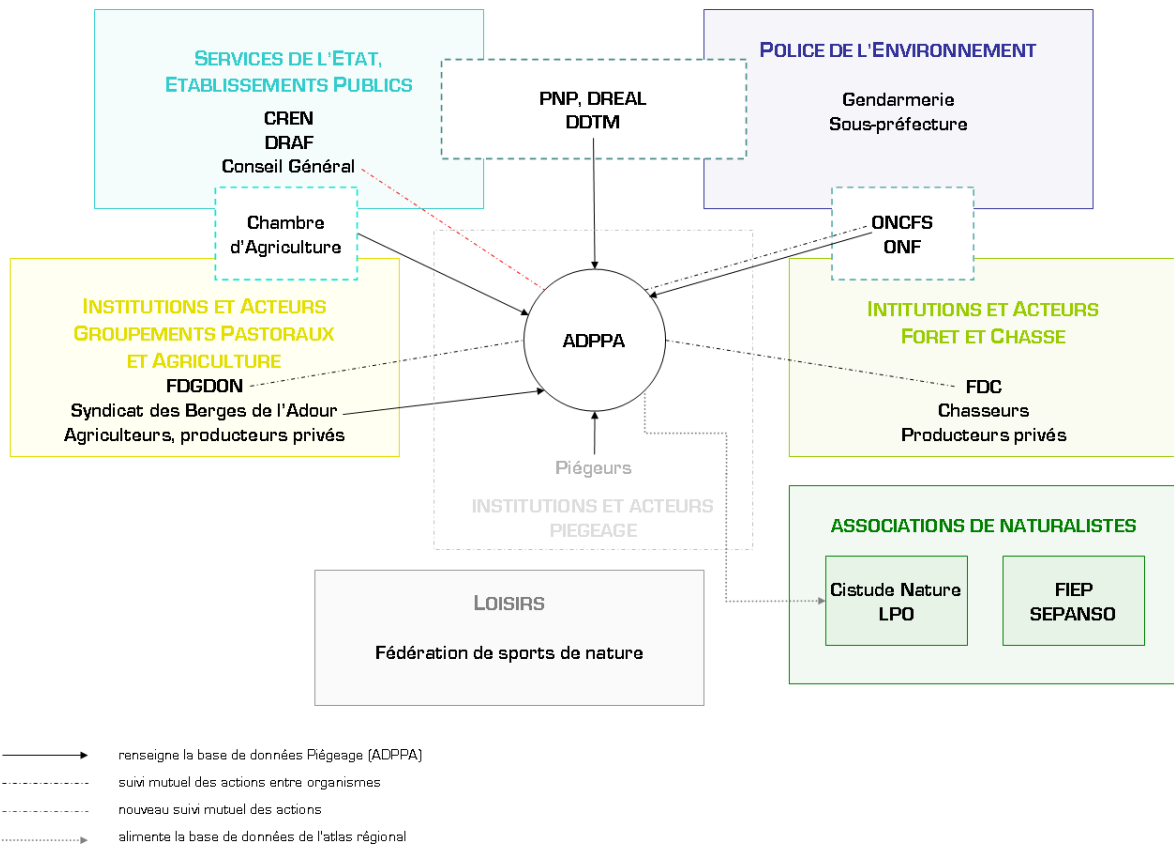 SERVICES DE L'ETAT,
ETABLISSEMENTS PUBLICS
CREN
DRAF
Conseil Général
PNP, DREAL
DDTM
POLICE DE L'ENVIRONNEMENT
Gendarmerie
Sous-préfecture
Chambre
d'Agriculture
ONCFS
ONF
INSTITUTIONS ET ACTEURS
GROUPEMENTS PASTORAUX
ET AGRICULTURE
FDGDON
Syndicat des Berges de l'Adour
Agriculteurs, producteurs privés
ADPPA
INTITUTIONS ET ACTEURS
FORET ET CHASSE
FDC
Chasseurs
Producteurs privés
Piégeurs
INSTITUTIONS ET ACTEURS
PIEGEAGE
ASSOCIATIONS DE NATURALISTES
Cistude Nature
LPO
FIEP
SEPANSO
LOISIRS
Fédération de sports de nature
renseigne la base de données Piégeage (ADPPA)
suivi mutuel des actions entre organismes
nouveau suivi mutuel des actions
alimente la base de données de l'atlas régional